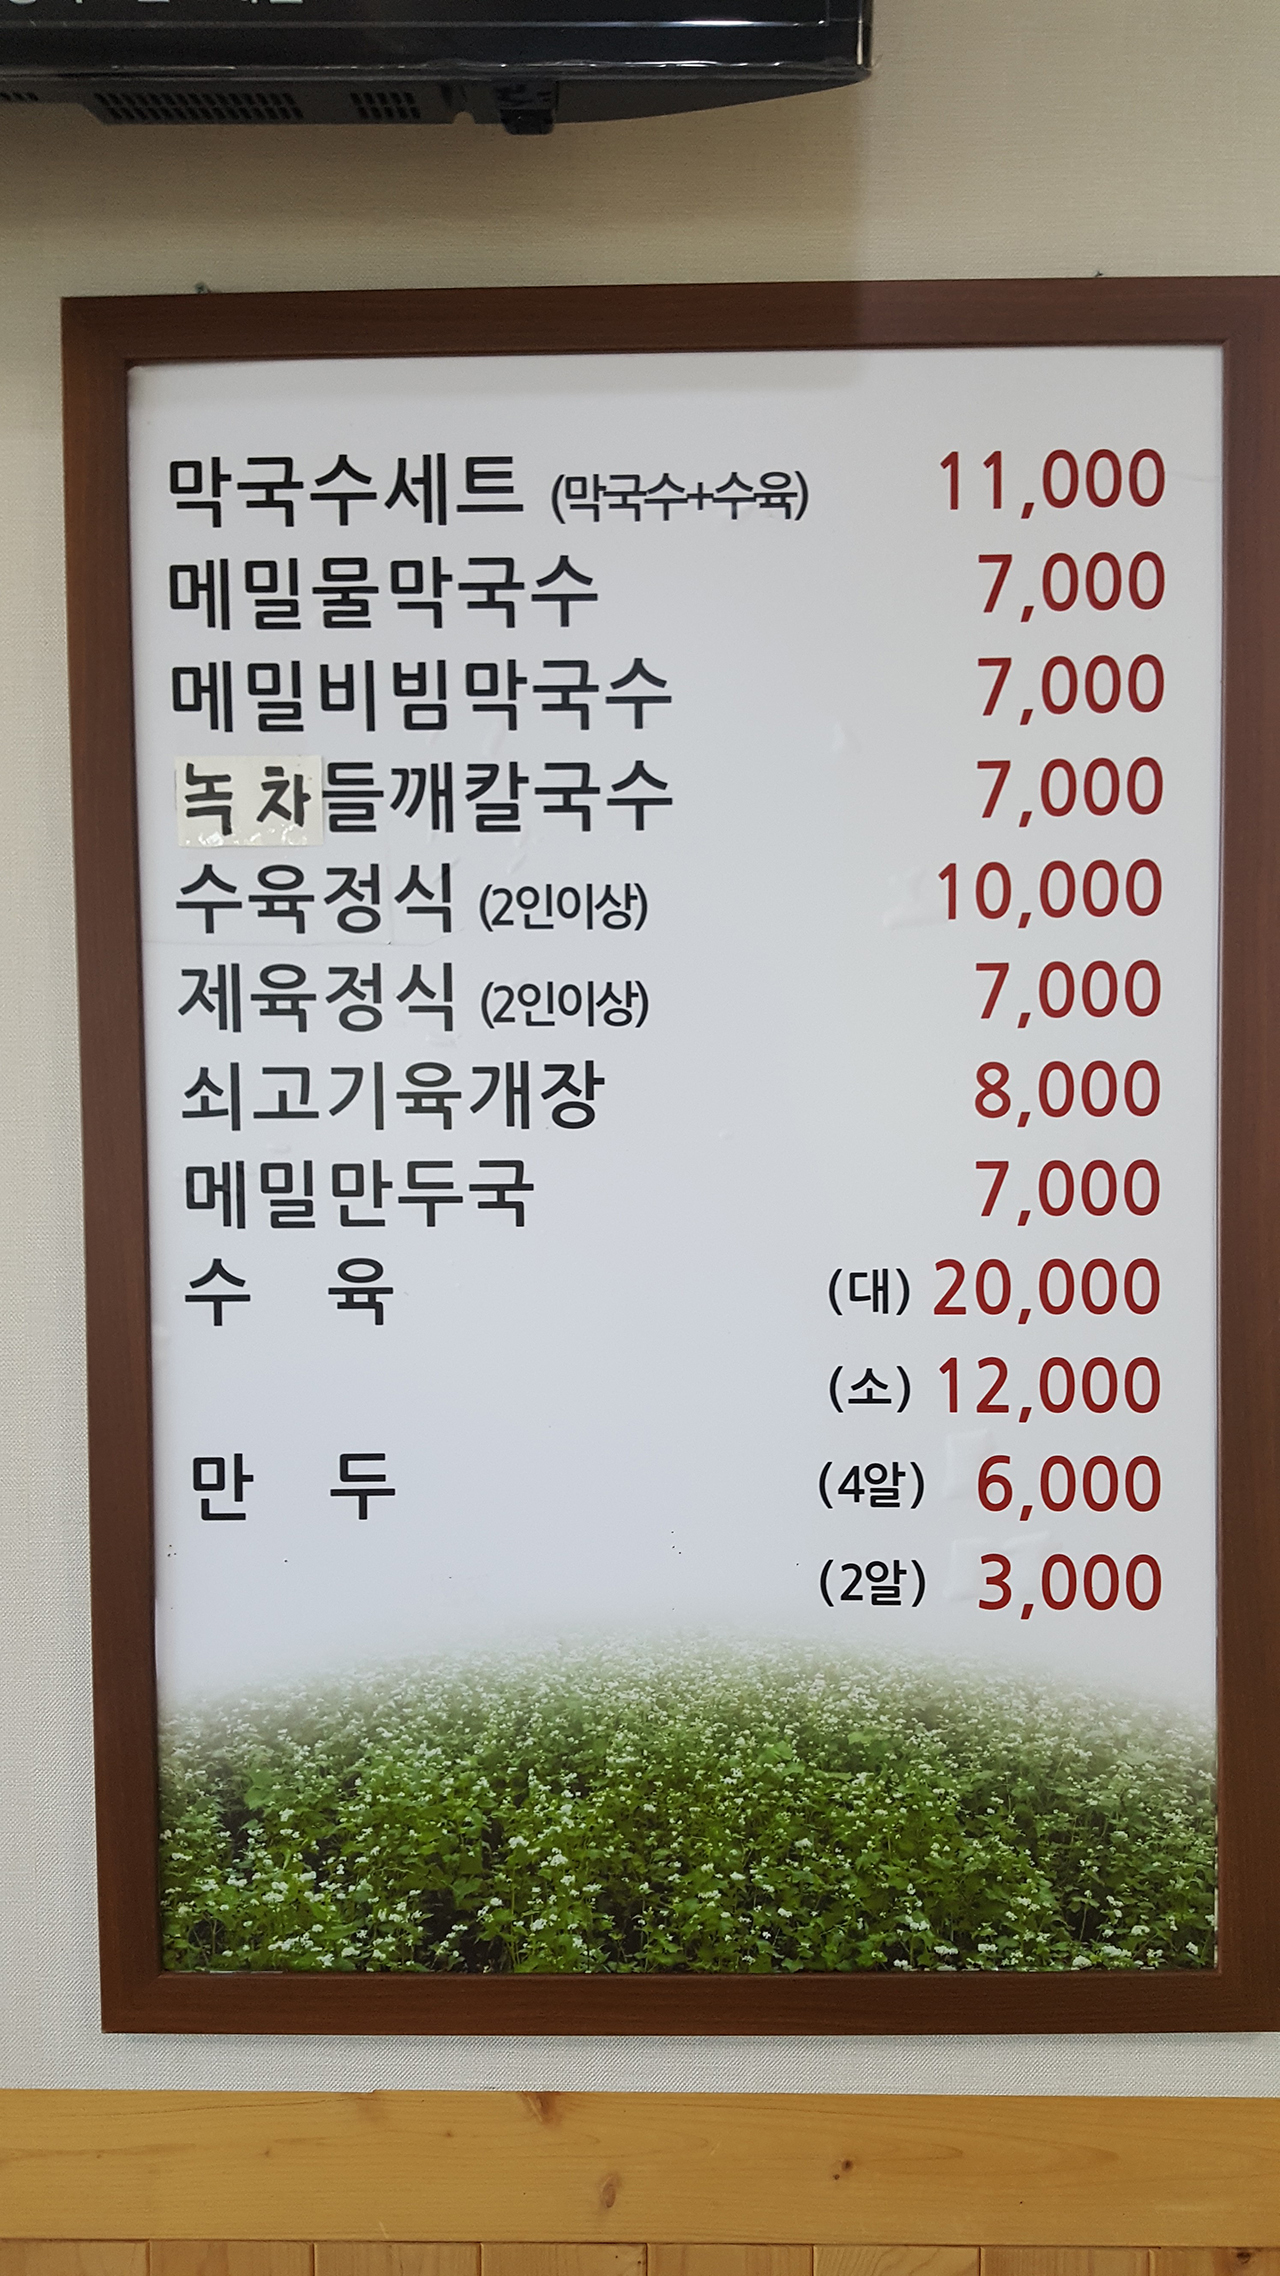 막국수세트 (막국수+수육) 11,000
메밀물막국수 7,000
메밀비빔막국수 7,000
녹차들깨칼국수 7,000
수육정식 (2인이상) 10,000
제육정식 (2인이상) 7,000
쇠고기육개장 8,000
메밀만두국 7,000
수 육 (대) 20,000
(소) 12,000
만 두 (4알) 6,000
(2알) 3,000